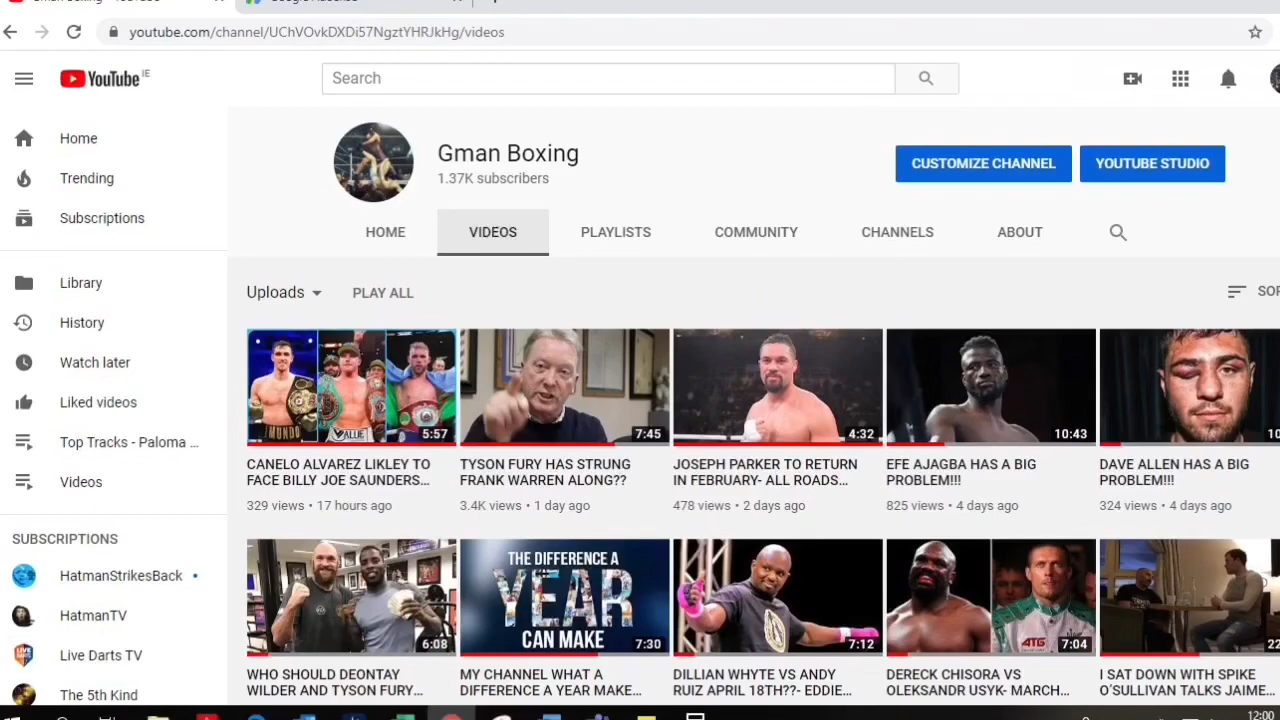 youtube.com/channel/UChVOvkDXDi57NgztYHRJkHg/videos
YouTube IE
Search
Home
Trending
Subscriptions
Library
History
Watch later
Liked videos
Top Tracks - Paloma ...
Videos
SUBSCRIPTIONS
HatmanStrikesBack
HatmanTV
Live Darts TV
The 5th Kind
Gman Boxing
1.37K subscribers
CUSTOMIZE CHANNEL
YOUTUBE STUDIO
HOME VIDEOS PLAYLISTS COMMUNITY CHANNELS ABOUT
Uploads PLAY ALL
5:57
CANELO ALVAREZ LIKLEY TO
FACE BILLY JOE SAUNDERS...
329 views • 17 hours ago
7:45
TYSON FURY HAS STRUNG
FRANK WARREN ALONG??
3.4K views • 1 day ago
4:32
JOSEPH PARKER TO RETURN
IN FEBRUARY- ALL ROADS...
478 views • 2 days ago
10:43
EFE AJAGBA HAS A BIG
PROBLEM!!!
825 views • 4 days ago
DAVE ALLEN HAS A BIG
PROBLEM!!!
324 views • 4 days ago
6:08
WHO SHOULD DEONTAY
WILDER AND TYSON FURY...
THE DIFFERENCE A
YEAR
CAN MAKE
7:30
MY CHANNEL WHAT A
DIFFERENCE A YEAR MAKE...
7:12
DILLIAN WHYTE VS ANDY
RUIZ APRIL 18TH??- EDDIE...
ATG
7:04
DERECK CHISORA VS
OLEKSANDR USYK- MARCH...
I SAT DOWN WITH SPIKE
O'SULLIVAN TALKS JAIME...
12:00